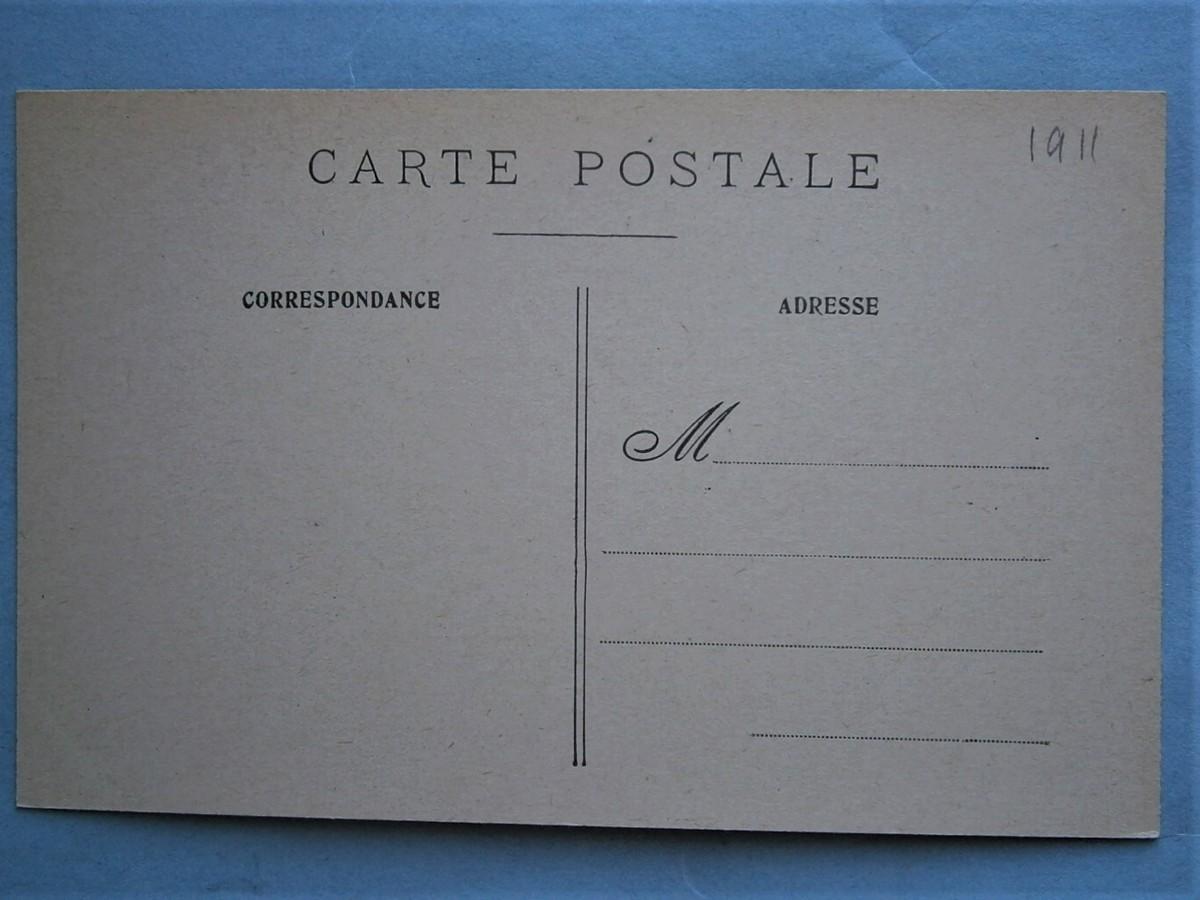 1911
CARTE POSTALE
CORRESPONDANCE
ADRESSE
M